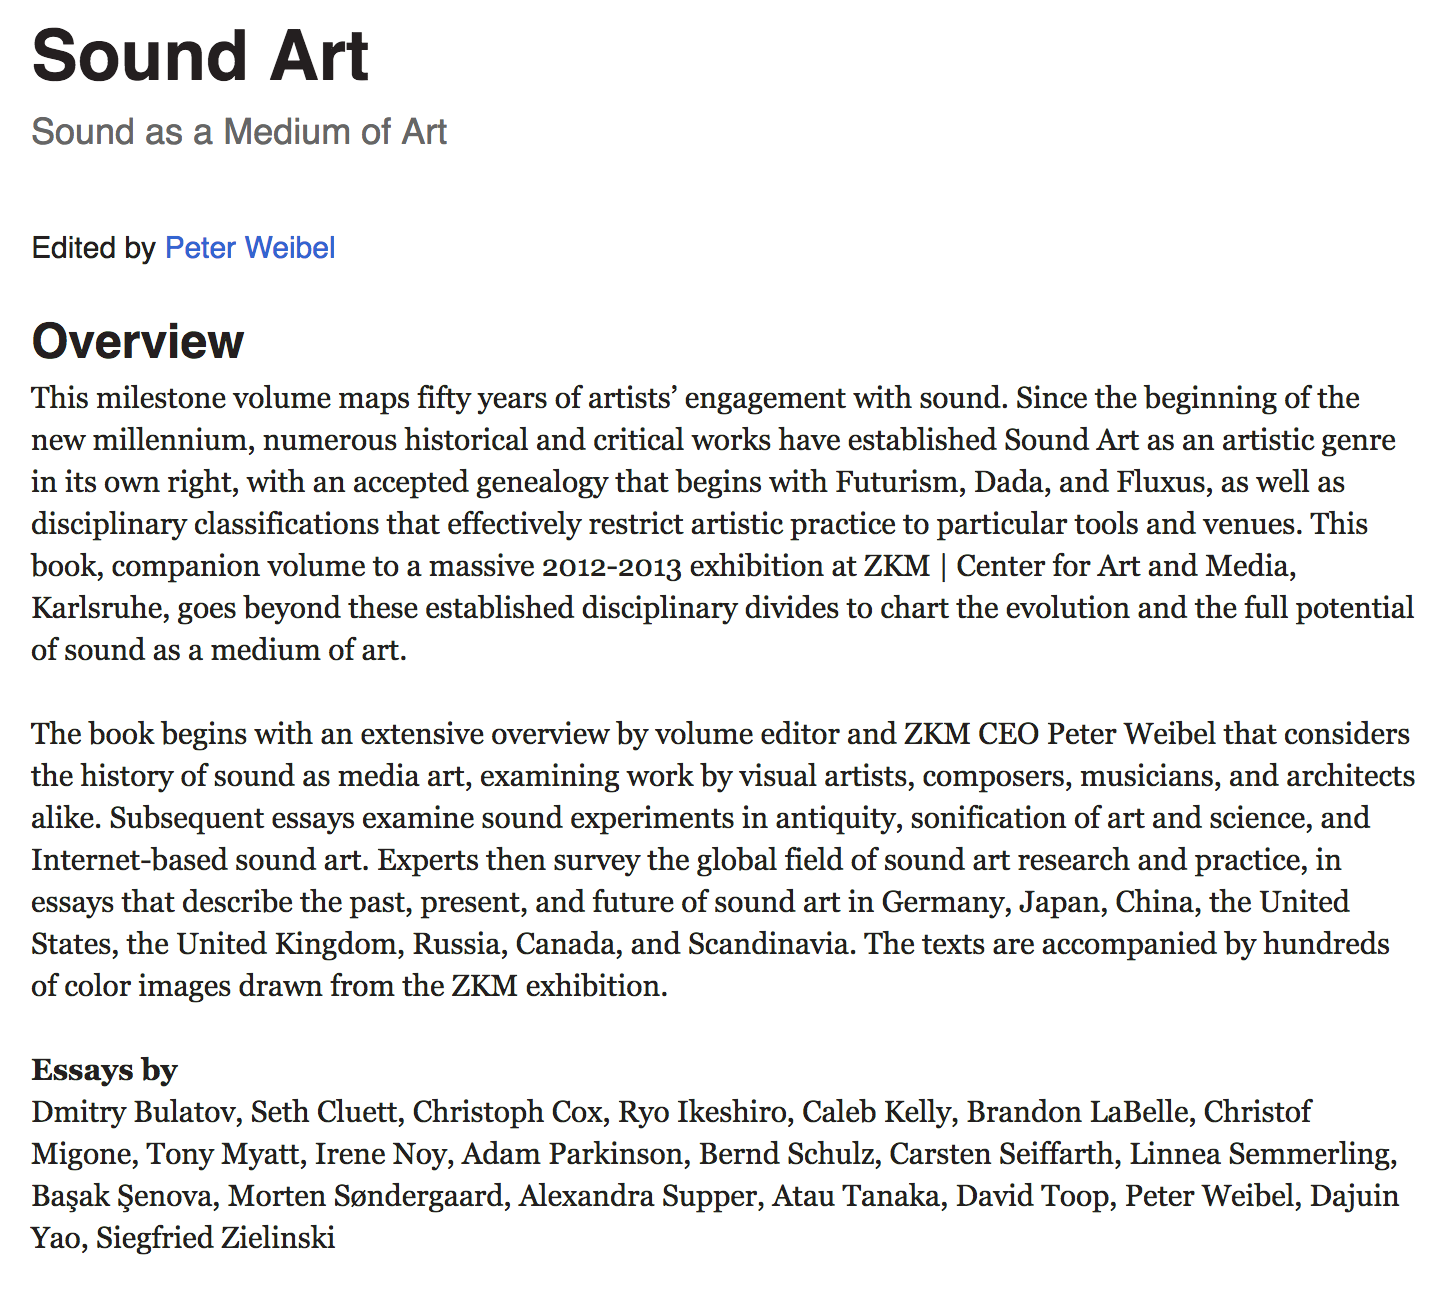 Sound Art
Sound as a Medium of Art
Edited by Peter Weibel
Overview
This milestone volume maps fifty years of artists’ engagement with sound. Since the beginning of the
new millennium, numerous historical and critical works have established Sound Art as an artistic genre
in its own right, with an accepted genealogy that begins with Futurism, Dada, and Fluxus, as well as
disciplinary classifications that effectively restrict artistic practice to particular tools and venues. This
book, companion volume to a massive 2012-2013 exhibition at ZKM | Center for Art and Media,
Karlsruhe, goes beyond these established disciplinary divides to chart the evolution and the full potential
of sound as a medium of art.
The book begins with an extensive overview by volume editor and ZKM CEO Peter Weibel that considers
the history of sound as media art, examining work by visual artists, composers, musicians, and architects
alike. Subsequent essays examine sound experiments in antiquity, sonification of art and science, and
Internet-based sound art. Experts then survey the global field of sound art research and practice, in
essays that describe the past, present, and future of sound art in Germany, Japan, China, the United
States, the United Kingdom, Russia, Canada, and Scandinavia. The texts are accompanied by hundreds
of color images drawn from the ZKM exhibition.
Essays by
Dmitry Bulatov, Seth Cluett, Christoph Cox, Ryo Ikeshiro, Caleb Kelly, Brandon LaBelle, Christof
Migone, Tony Myatt, Irene Noy, Adam Parkinson, Bernd Schulz, Carsten Seiffarth, Linnea Semmerling,
Başak Şenova, Morten Søndergaard, Alexandra Supper, Atau Tanaka, David Toop, Peter Weibel, Dajuin
Yao, Siegfried Zielinski